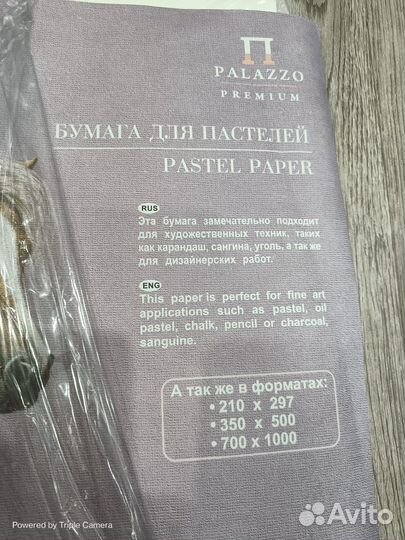 PALAZZO
PREMIUM
БУМАГА ДЛЯ ПАСТЕЛЕЙ
PASTEL PAPER
RUS
Эта бумага замечательно подходит
для художественных техник, таких
как карандаш, сангина, уголь, а так же
для дизайнерских работ.
ENG
This paper is perfect for fine art
applications such as pastel, oil
pastel, chalk, pencil or charcoal,
sanguine.
А так же в форматах:
• 210 x 297
• 350 x 500
• 700 x 1000
Powered by Triple Camera
Avito